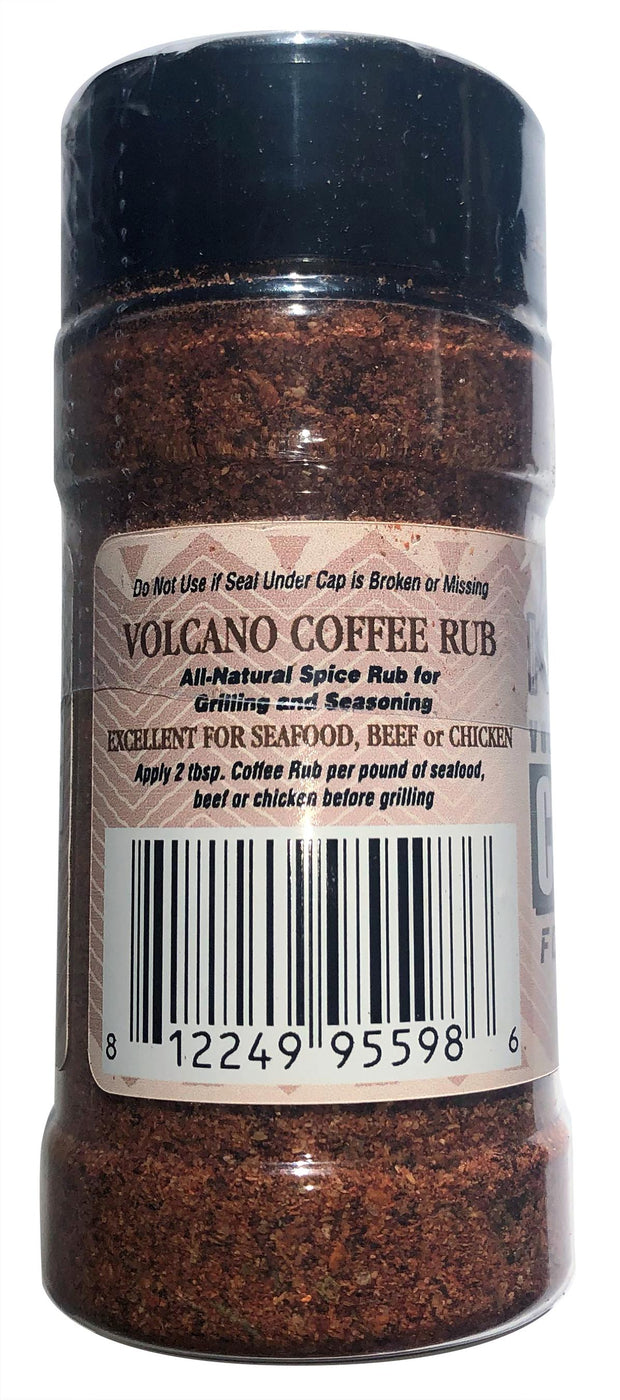 Do Not Use if Seal Under Cap is Broken or Missing
VOLCANO COFFEE RUB
All-Natural Spice Rub for
Grilling and Seasoning
EXCELLENT FOR SEAFOOD, BEEF or CHICKEN
Apply 2 tbsp. Coffee Rub per pound of seafood,
beef or chicken before grilling
8 12249 95598 6